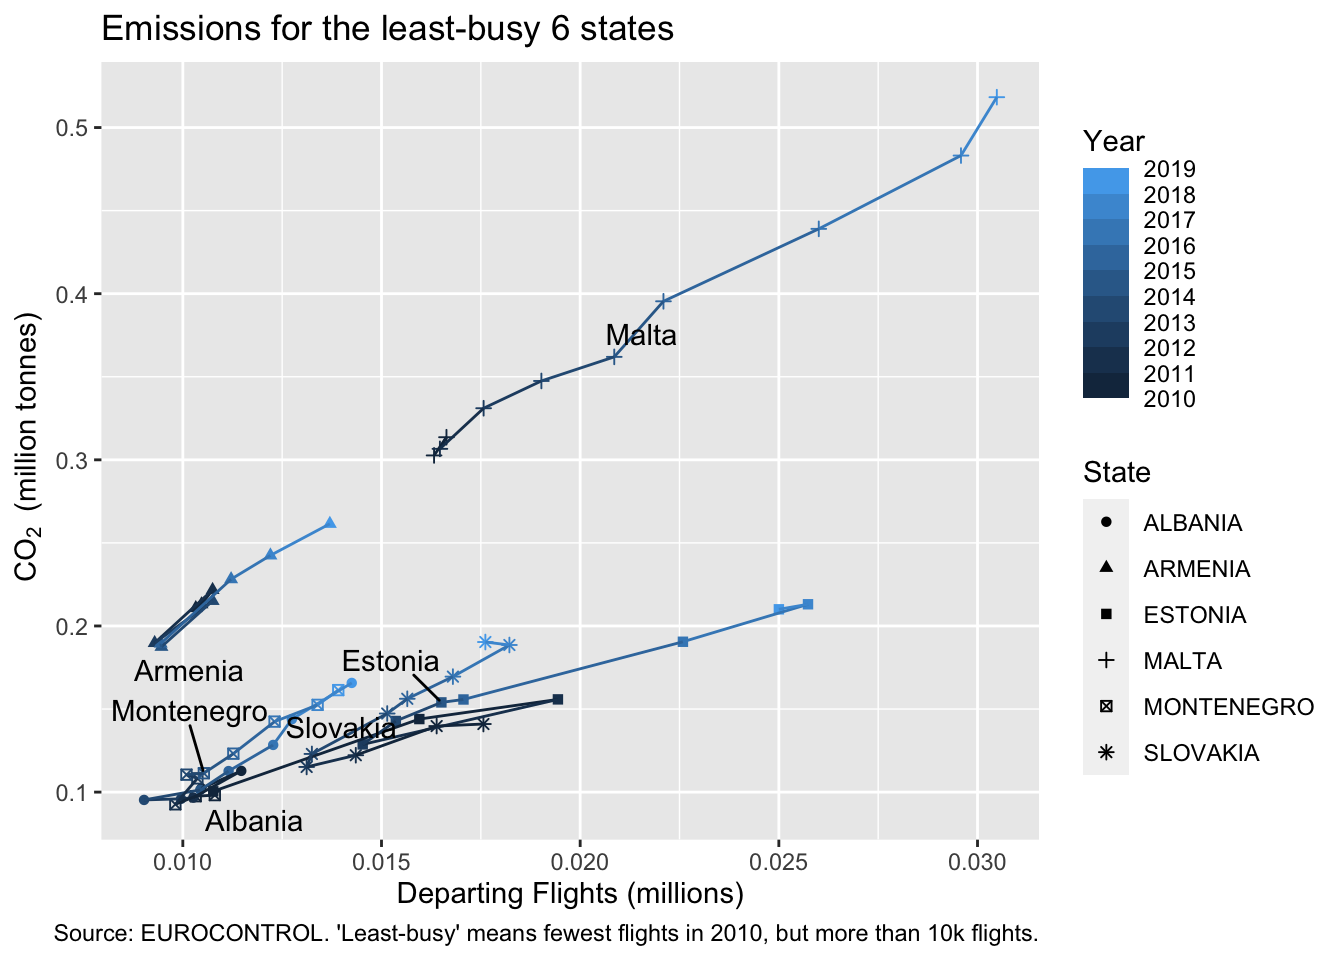 Emissions for the least-busy 6 states
CO2 (million tonnes)
0.5
0.4
0.3
0.2
0.1
Malta
Armenia
Estonia
Montenegro
Slovakia
Albania
0.010
0.015
0.020
0.025
0.030
Departing Flights (millions)
Year
2019
2018
2017
2016
2015
2014
2013
2012
2011
2010
State
ALBANIA
ARMENIA
ESTONIA
MALTA
MONTENEGRO
SLOVAKIA
Source: EUROCONTROL. 'Least-busy' means fewest flights in 2010, but more than 10k flights.